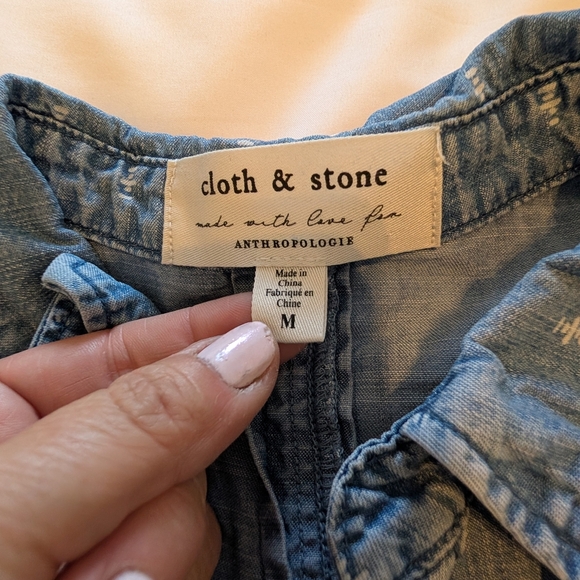 cloth & stone
made with love for
ANTHROPOLOGIE
Made in
China
Fabriqué en
Chine
M